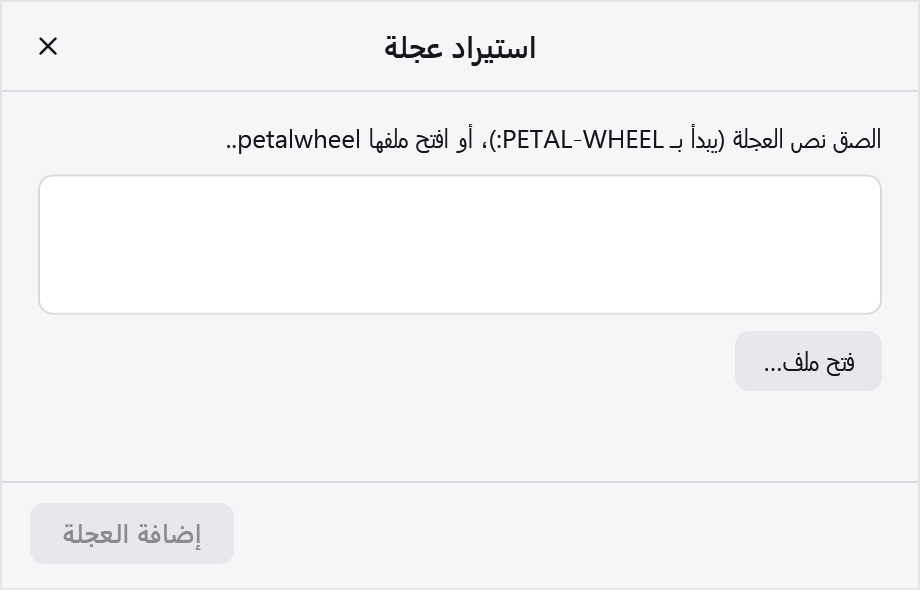 استيراد عجلة
الصق نص العجلة (يبدأ بـ PETAL-WHEEL:)، أو افتح ملفها petalwheel..
فتح ملف...
إضافة العجلة